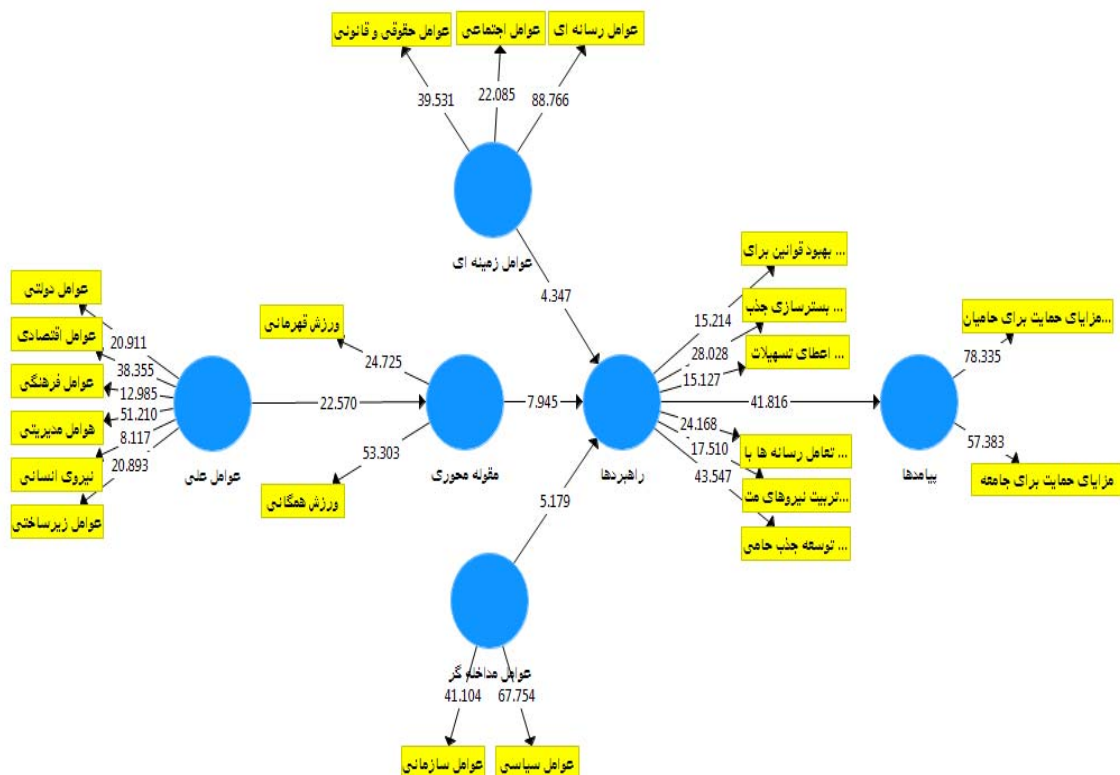 عوامل حقوقی و قانونی
عوامل اجتماعی
عوامل رسانه ای
39.531
22.085
88.766
عوامل زمینه ای
4.347
عوامل دولتی
عوامل اقتصادی
عوامل فرهنگی
هوامل مدیریتی
نیروی انسانی
عوامل زیرساختی
20.911
38.355
12.985
51.210
8.117
20.893
عوامل علی
22.570
ورزش قهرمانی
24.725
مقوله محوری
53.303
ورزش همگانی
7.945
راهبردها
5.179
عوامل مداخله گر
41.104
67.754
عوامل سازمانی
عوامل سیاسی
بهبود قوانین برای ...
بسترسازی جذب ...
اعطای تسهیلات ...
تعامل رسانه ها با ...
تربیت نیروهای مت...
توسعه جذب حامی ...
15.214
28.028
15.127
24.168
17.510
43.547
41.816
پیامدها
78.335
57.383
مزایای حمایت برای حامیان...
مزایای حمایت برای جامعه